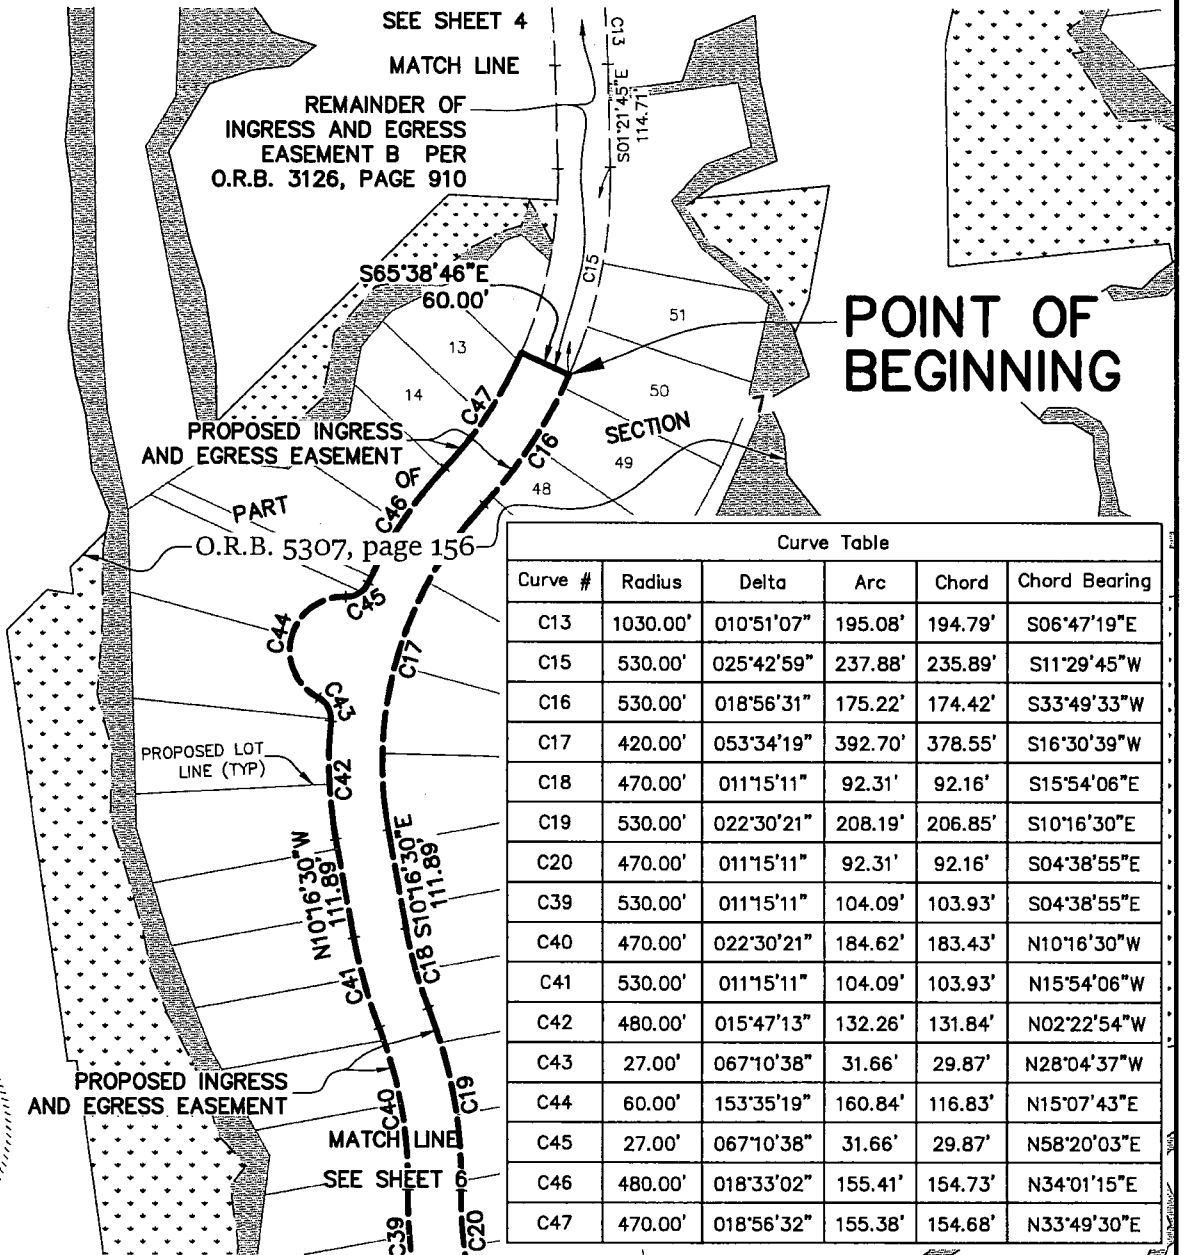 SEE SHEET 4
MATCH LINE
C13
S01°21'45"E
114.71'
REMAINDER OF
INGRESS AND EGRESS
EASEMENT B PER
O.R.B. 3126, PAGE 910
S65°38'46"E
60.00'
C15
51
13
POINT OF
BEGINNING
14
50
7
C47
PROPOSED INGRESS
AND EGRESS EASEMENT
C16
SECTION
49
OF
48
PART
C46
O.R.B. 5307, page 156
C45
C44
C17
C43
PROPOSED LOT
LINE (TYP)
C42
N10°16'30"W
111.89'
S10°16'30"E
111.89'
C18
C41
PROPOSED INGRESS
AND EGRESS EASEMENT
C19
C40
MATCH LINE
SEE SHEET 6
C39
C20
Curve Table
Curve # Radius Delta Arc Chord Chord Bearing
C13 1030.00' 010°51'07" 195.08' 194.79' S06°47'19"E
C15 530.00' 025°42'59" 237.88' 235.89' S11°29'45"W
C16 530.00' 018°56'31" 175.22' 174.42' S33°49'33"W
C17 420.00' 053°34'19" 392.70' 378.55' S16°30'39"W
C18 470.00' 011°15'11" 92.31' 92.16' S15°54'06"E
C19 530.00' 022°30'21" 208.19' 206.85' S10°16'30"E
C20 470.00' 011°15'11" 92.31' 92.16' S04°38'55"E
C39 530.00' 011°15'11" 104.09' 103.93' S04°38'55"E
C40 470.00' 022°30'21" 184.62' 183.43' N10°16'30"W
C41 530.00' 011°15'11" 104.09' 103.93' N15°54'06"W
C42 480.00' 015°47'13" 132.26' 131.84' N02°22'54"W
C43 27.00' 067°10'38" 31.66' 29.87' N28°04'37"W
C44 60.00' 153°35'19" 160.84' 116.83' N15°07'43"E
C45 27.00' 067°10'38" 31.66' 29.87' N58°20'03"E
C46 480.00' 018°33'02" 155.41' 154.73' N34°01'15"E
C47 470.00' 018°56'32" 155.38' 154.68' N33°49'30"E